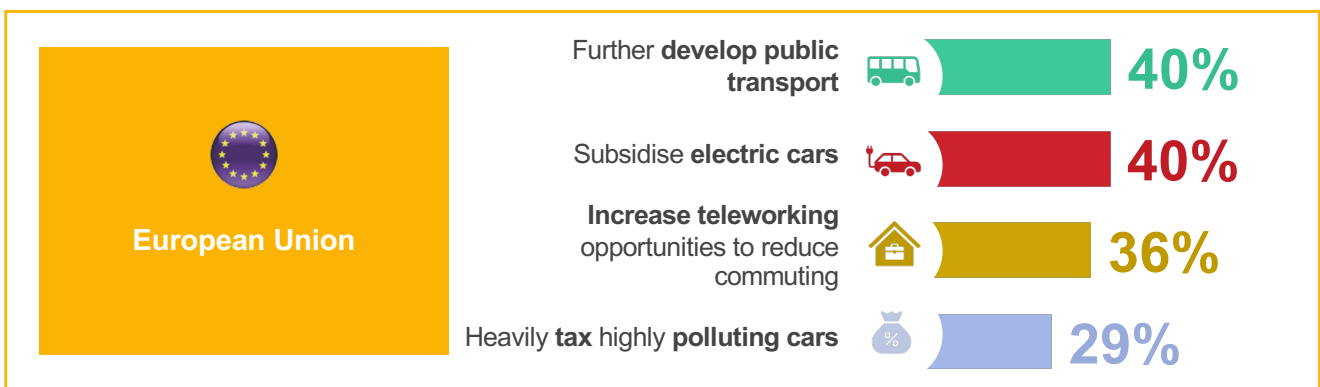 European Union
Further develop public
transport
40%
Subsidise electric cars
40%
Increase teleworking
opportunities to reduce
commuting
36%
Heavily tax highly polluting cars
%
29%